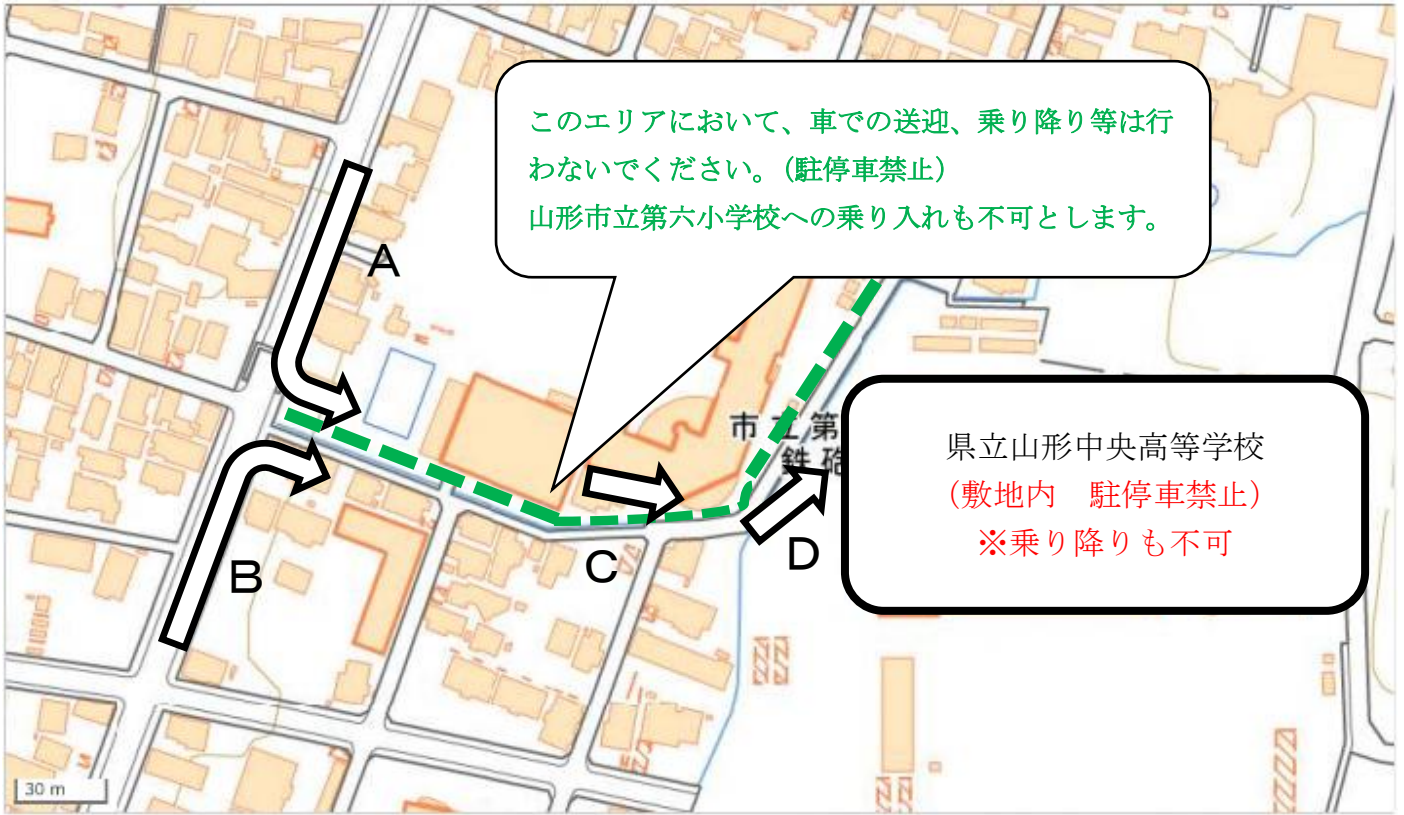 このエリアにおいて、車での送迎、乗り降り等は行
わないでください。(駐停車禁止)
山形市立第六小学校への乗り入れも不可とします。
A
市立第
鉄砲
県立山形中央高等学校
(敷地内　駐停車禁止)
※乗り降りも不可
B
C
D
30 m